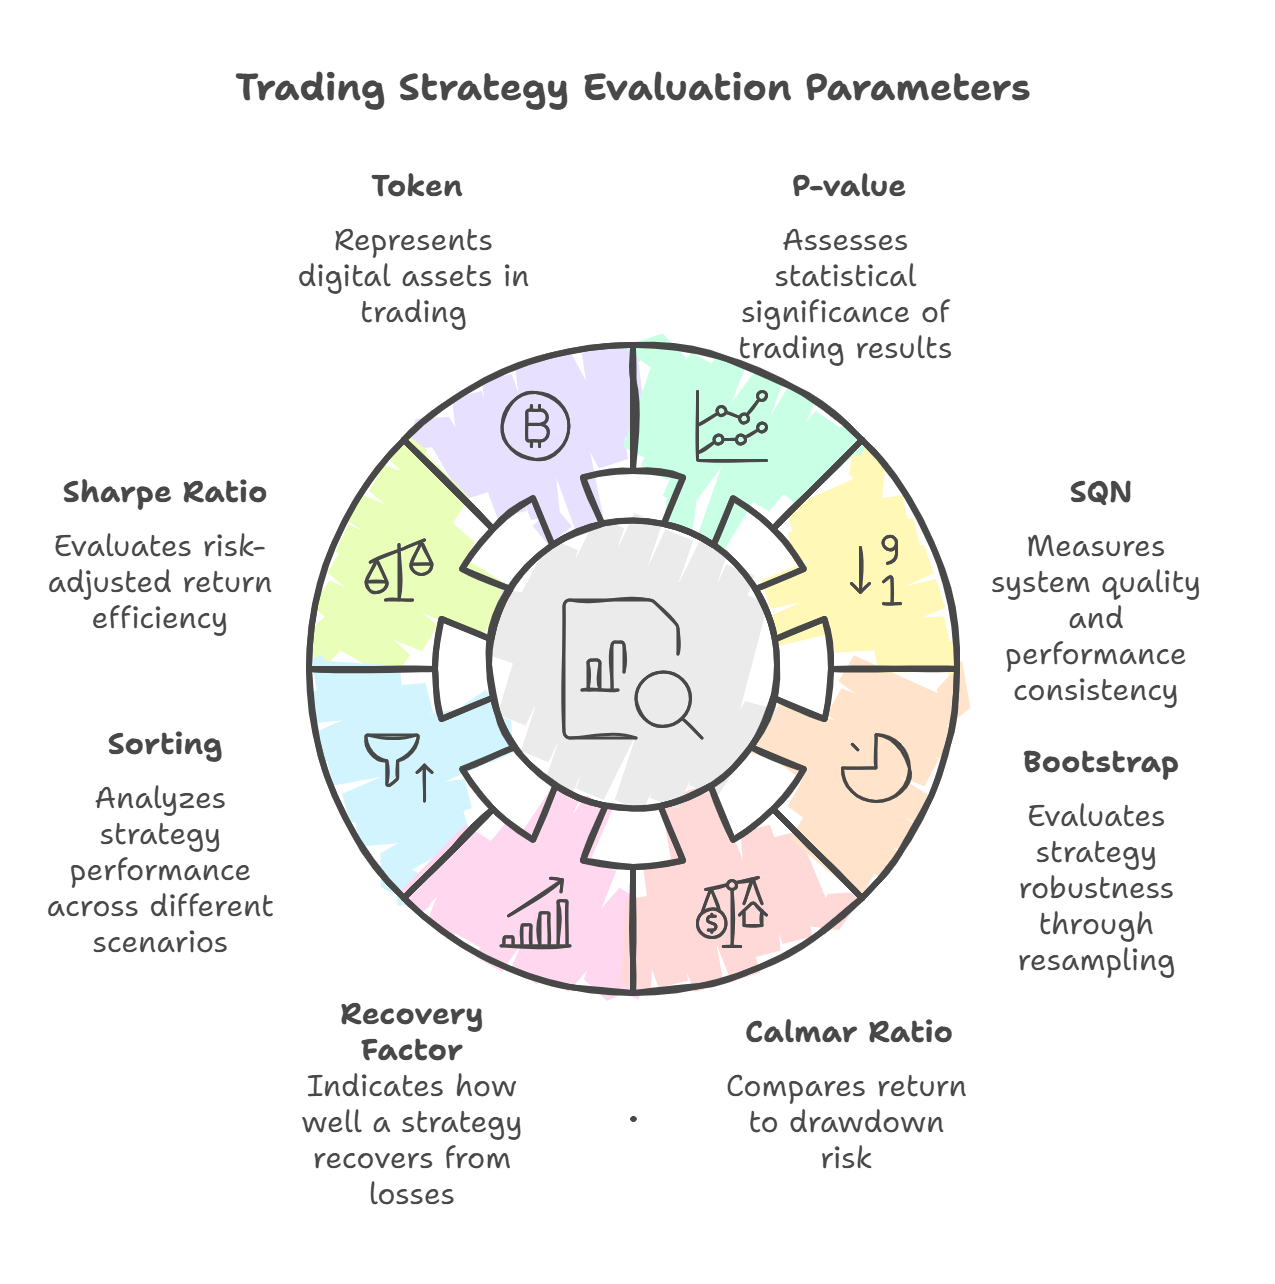 Trading Strategy Evaluation Parameters
Token
Represents
digital assets in
trading
P-value
Assesses
statistical
significance of
trading results
Sharpe Ratio
Evaluates risk-
adjusted return
efficiency
SQN
Measures
system quality
and
performance
consistency
9
1
Sorting
Analyzes
strategy
performance
across different
scenarios
Bootstrap
Evaluates
strategy
robustness
through
resampling
$
Recovery
Factor
Indicates how
well a strategy
recovers from
losses
Calmar Ratio
Compares return
to drawdown
risk